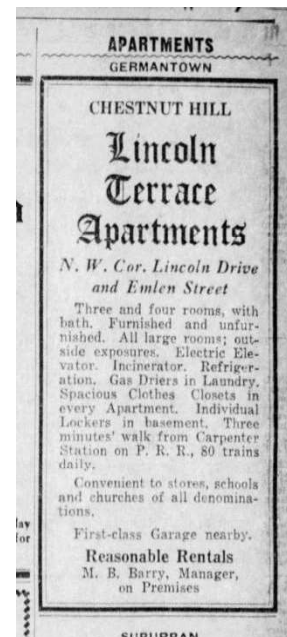 APARTMENTS
GERMANTOWN
CHESTNUT HILL
Lincoln
Terrace
Apartments
N. W. Cor. Lincoln Drive
and Emlen Street
Three and four rooms, with
bath. Furnished and unfur-
nished. All large rooms; out-
side exposures. Electric Ele-
vator. Incinerator. Refriger-
ation. Gas Driers in Laundry.
Spacious Clothes Closets in
every Apartment. Individual
Lockers in basement. Three
minutes' walk from Carpenter
Station on P. R. R., 80 trains
daily.
Convenient to stores, schools
and churches of all denomina-
tions.
First-class Garage nearby.
Reasonable Rentals
M. B. Barry, Manager,
on Premises
for
SUBURBAN